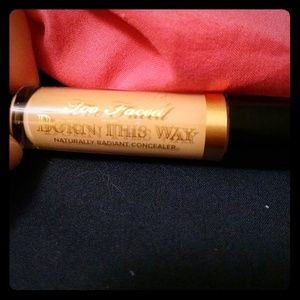 Too Faced
BORN THIS WAY
NATURALLY RADIANT CONCEALER